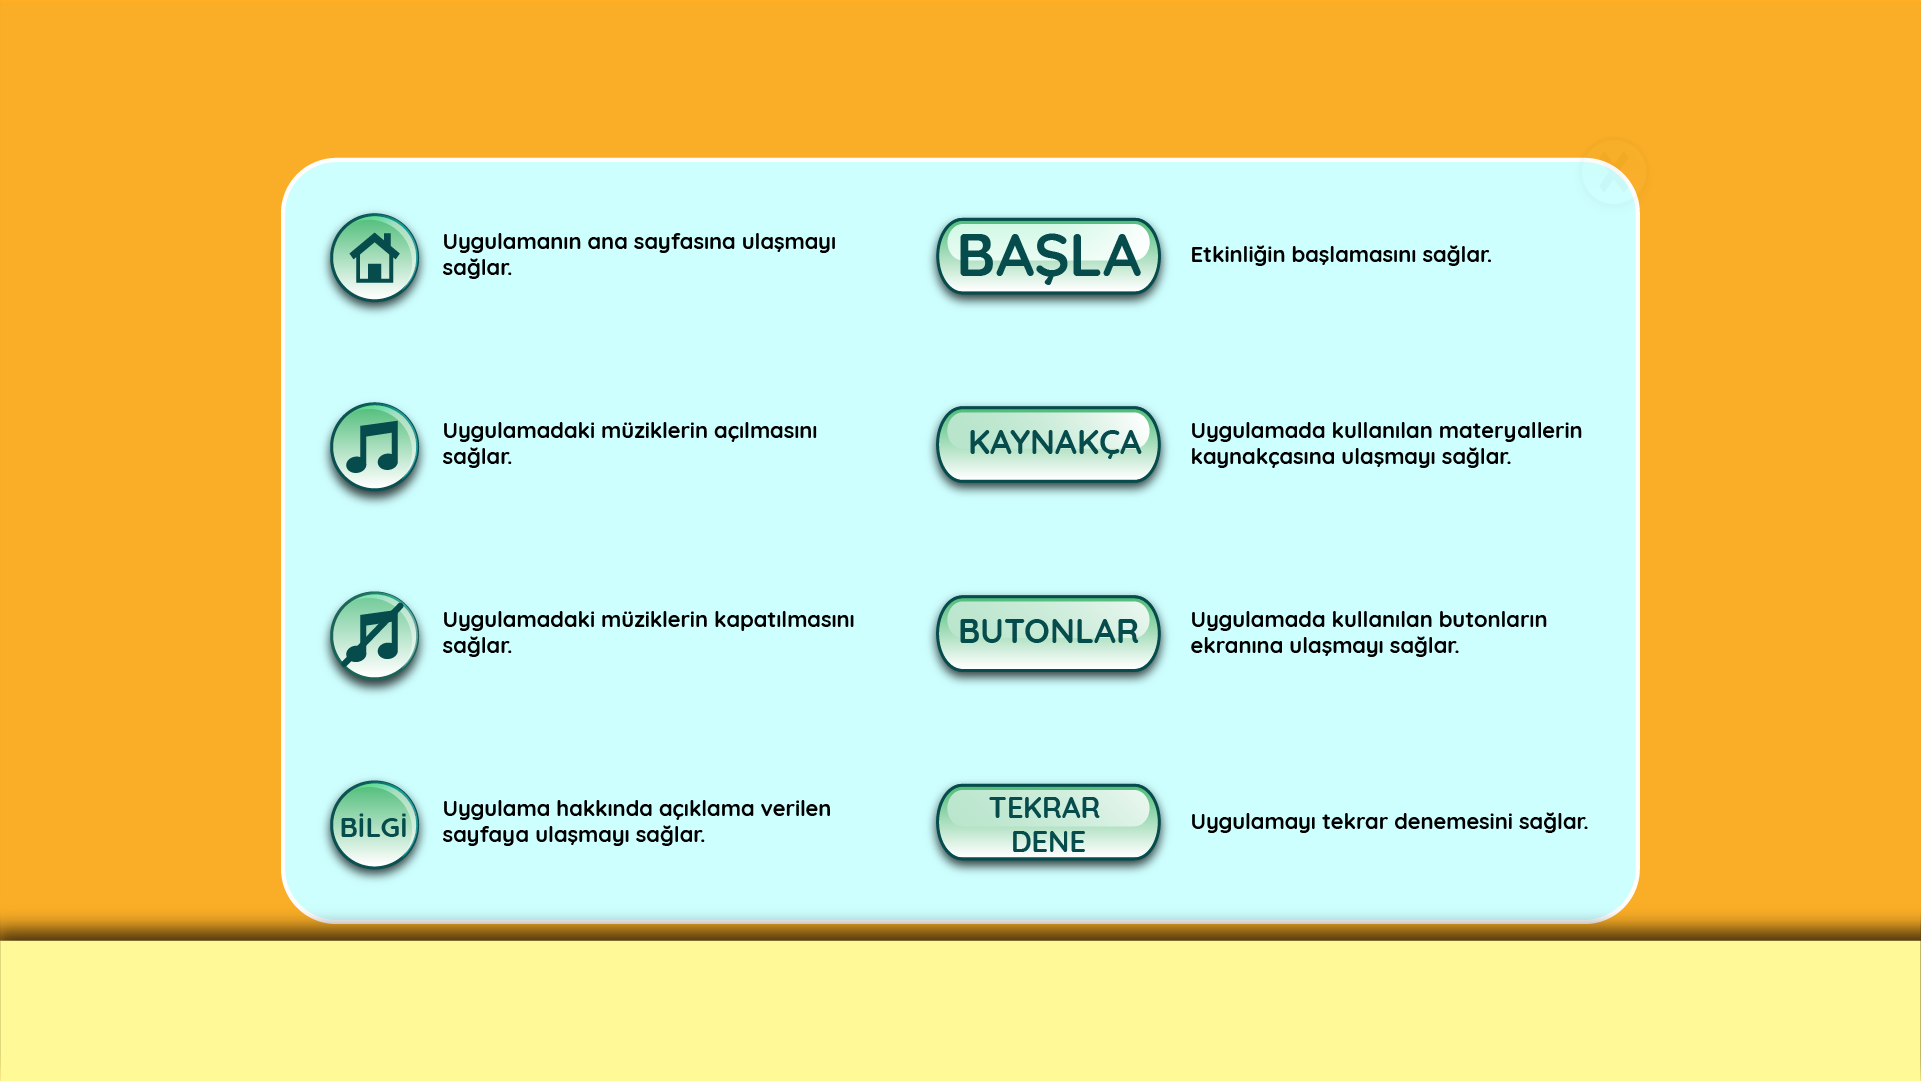 Uygulamanın ana sayfasına ulaşmayı
sağlar.
Uygulamadaki müziklerin açılmasını
sağlar.
Uygulamadaki müziklerin kapatılmasını
sağlar.
BİLGİ
Uygulama hakkında açıklama verilen
sayfaya ulaşmayı sağlar.
BAŞLA
Etkinliğin başlamasını sağlar.
KAYNAKÇA
Uygulamada kullanılan materyallerin
kaynakçasına ulaşmayı sağlar.
BUTONLAR
Uygulamada kullanılan butonların
ekranına ulaşmayı sağlar.
TEKRAR
DENE
Uygulamayı tekrar denemesini sağlar.